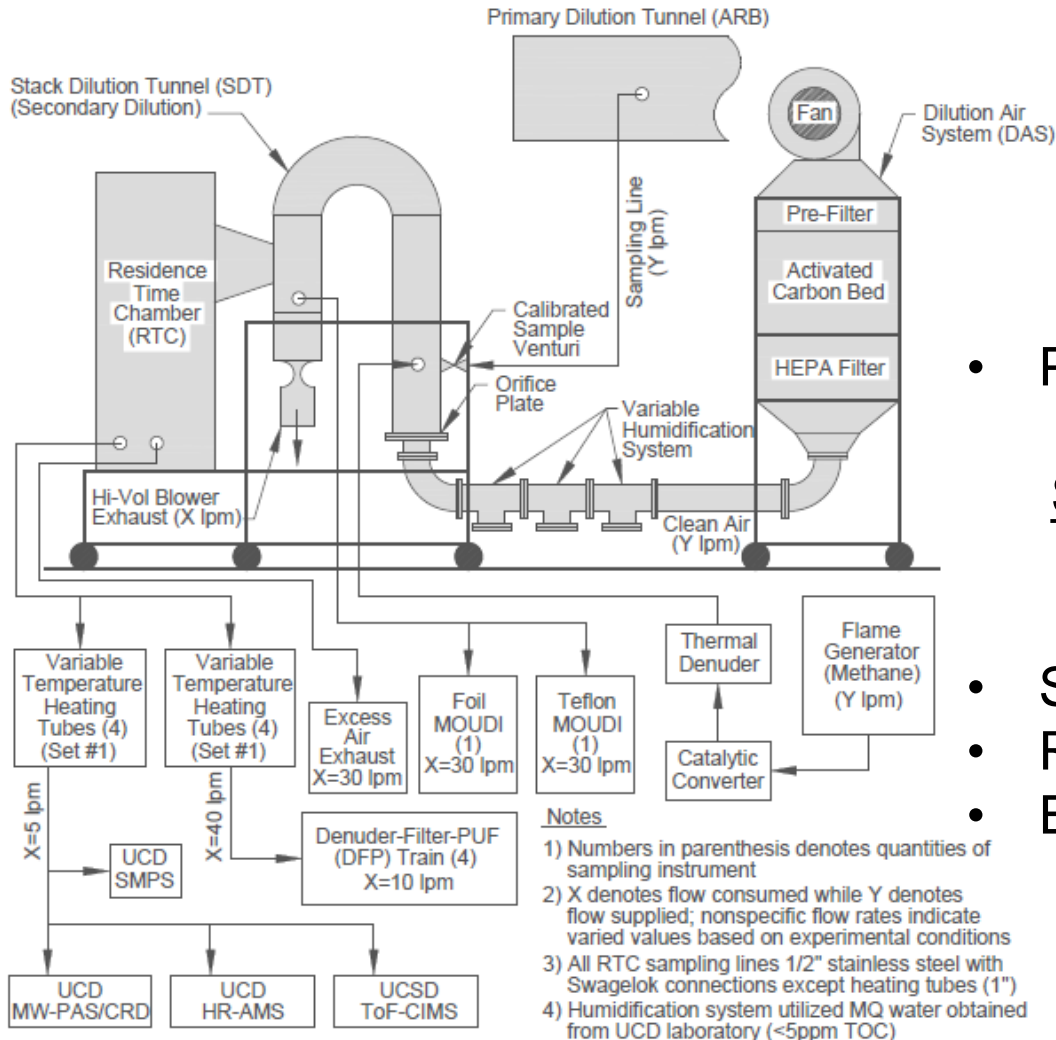 Primary Dilution Tunnel (ARB)
Stack Dilution Tunnel (SDT)
(Secondary Dilution)
Fan
Dilution Air
System (DAS)
Pre-Filter
Activated
Carbon Bed
HEPA Filter
Sampling Line
(Y lpm)
Residence
Time
Chamber
(RTC)
Calibrated
Sample
Venturi
Orifice
Plate
Variable
Humidification
System
Hi-Vol Blower
Exhaust (X lpm)
Clean Air
(Y lpm)
Variable
Temperature
Heating
Tubes (4)
(Set #1)
Variable
Temperature
Heating
Tubes (4)
(Set #1)
Excess
Air
Exhaust
X=30 lpm
Foil
MOUDI
(1)
X=30 lpm
Teflon
MOUDI
(1)
X=30 lpm
Thermal
Denuder
Catalytic
Converter
Flame
Generator
(Methane)
(Y lpm)
X=5 lpm
X=40 lpm
UCD
SMPS
Denuder-Filter-PUF
(DFP) Train (4)
X=10 lpm
UCD
MW-PAS/CRD
UCD
HR-AMS
UCSD
ToF-CIMS
Notes
1) Numbers in parenthesis denotes quantities of
sampling instrument
2) X denotes flow consumed while Y denotes
flow supplied; nonspecific flow rates indicate
varied values based on experimental conditions
3) All RTC sampling lines 1/2" stainless steel with
Swagelok connections except heating tubes (1")
4) Humidification system utilized MQ water obtained
from UCD laboratory (<5ppm TOC)